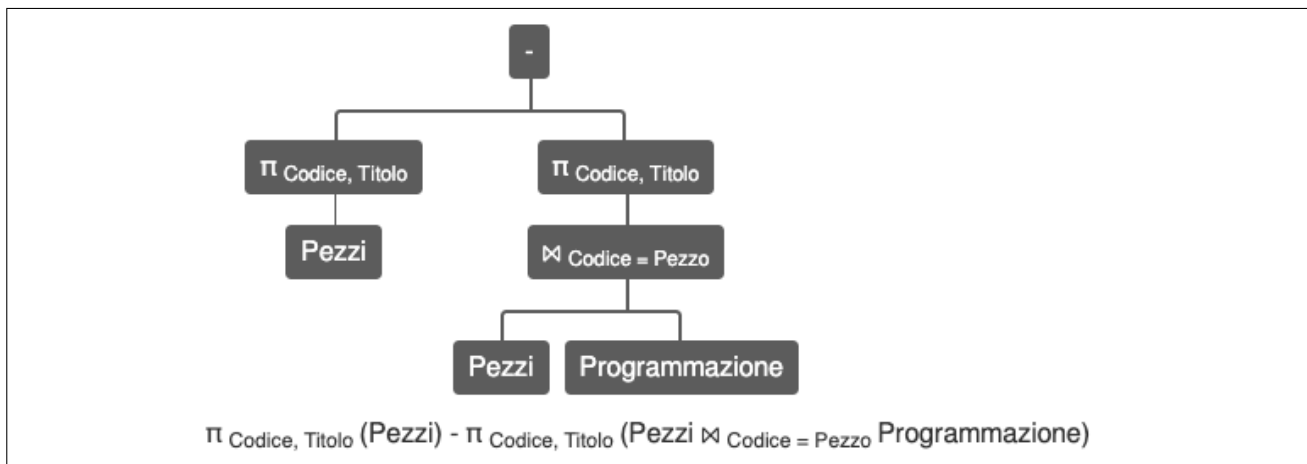 -
π Codice, Titolo π Codice, Titolo
Pezzi ⋈ Codice = Pezzo
Pezzi Programmazione
π Codice, Titolo (Pezzi) - π Codice, Titolo (Pezzi ⋈ Codice = Pezzo Programmazione)